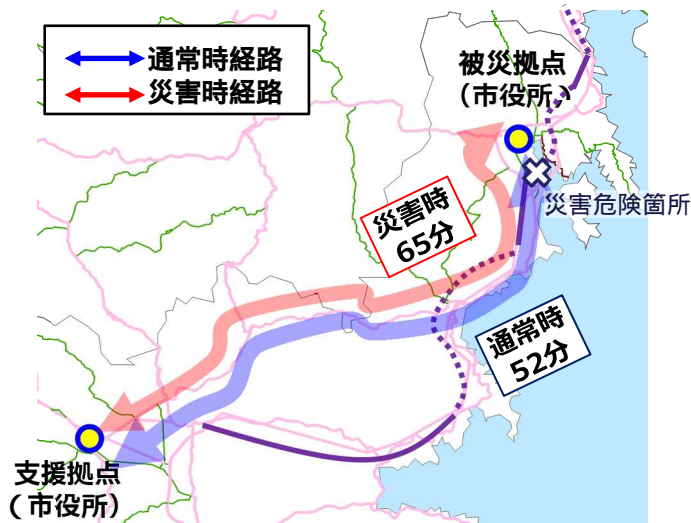 通常時経路
災害時経路
被災拠点
（市役所）
災害危険箇所
災害時
65分
通常時
52分
支援拠点
（市役所）